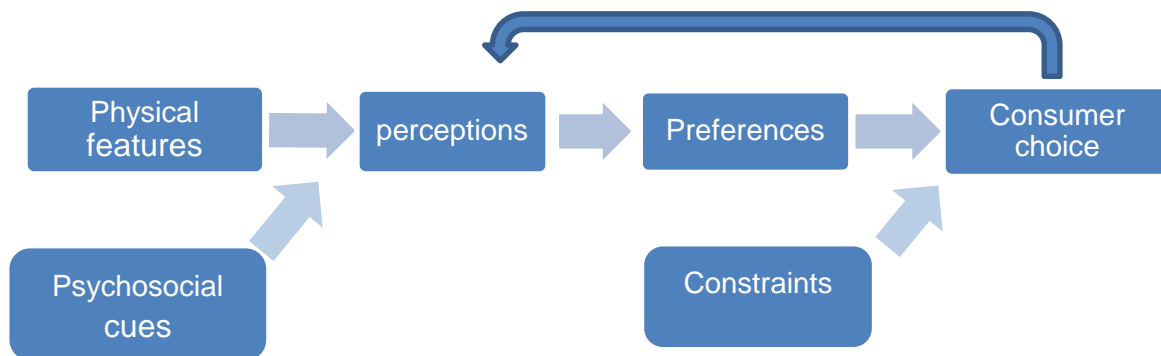 Physical
features
perceptions
Preferences
Consumer
choice
Psychosocial
cues
Constraints